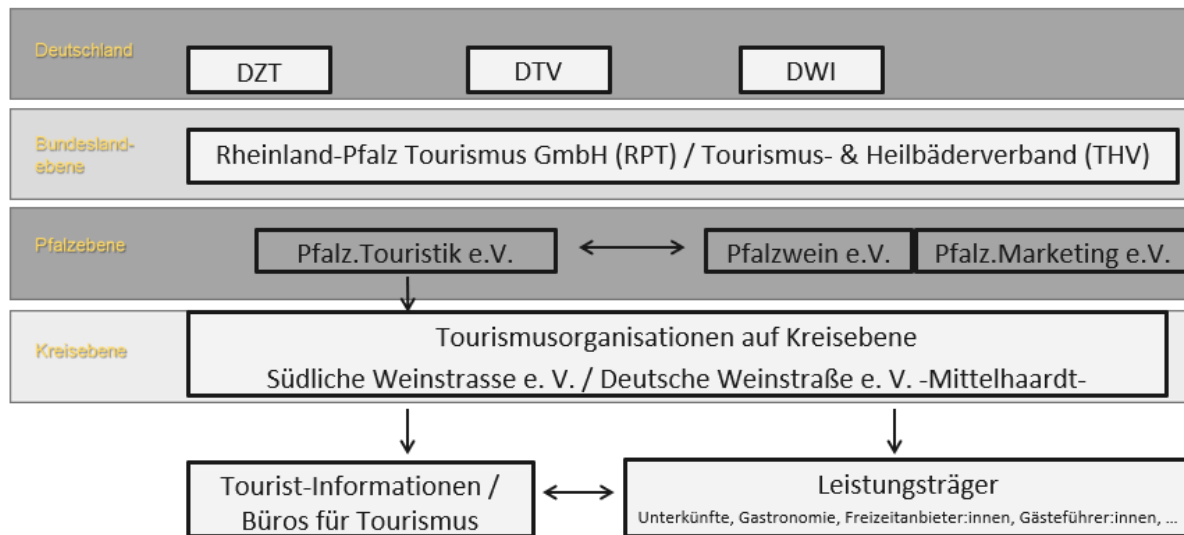 Deutschland
DZT
DTV
DWI
Bundesland-
ebene
Rheinland-Pfalz Tourismus GmbH (RPT) / Tourismus- & Heilbäderverband (THV)
Pfalzebene
Pfalz.Touristik e.V.
Pfalzwein e.V.
Pfalz.Marketing e.V.
Kreisebene
Tourismusorganisationen auf Kreisebene
Südliche Weinstrasse e. V. / Deutsche Weinstraße e. V. -Mittelhaardt-
Tourist-Informationen /
Büros für Tourismus
Leistungsträger
Unterkünfte, Gastronomie, Freizeitanbieter:innen, Gästeführer:innen, ...